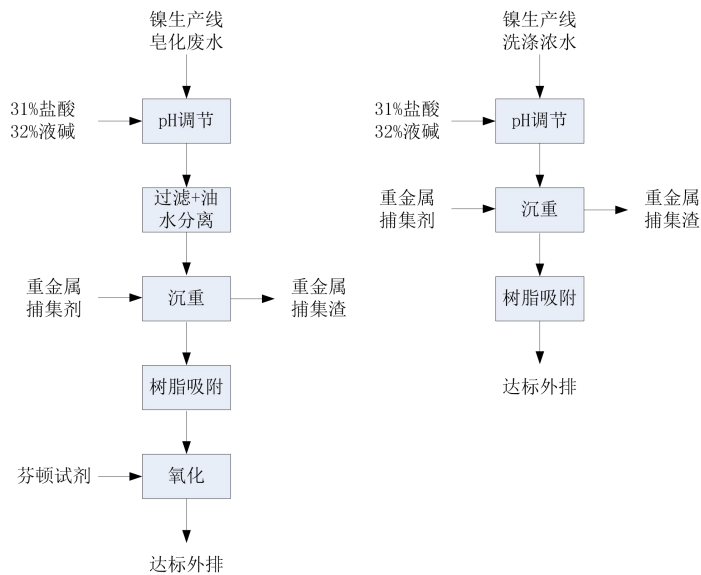 镍生产线
皂化废水
31%盐酸
32%液碱
pH调节
过滤+油
水分离
重金属
捕集剂
沉重
重金属
捕集渣
树脂吸附
芬顿试剂
氧化
达标外排
镍生产线
洗涤浓水
31%盐酸
32%液碱
pH调节
重金属
捕集剂
沉重
重金属
捕集渣
树脂吸附
达标外排